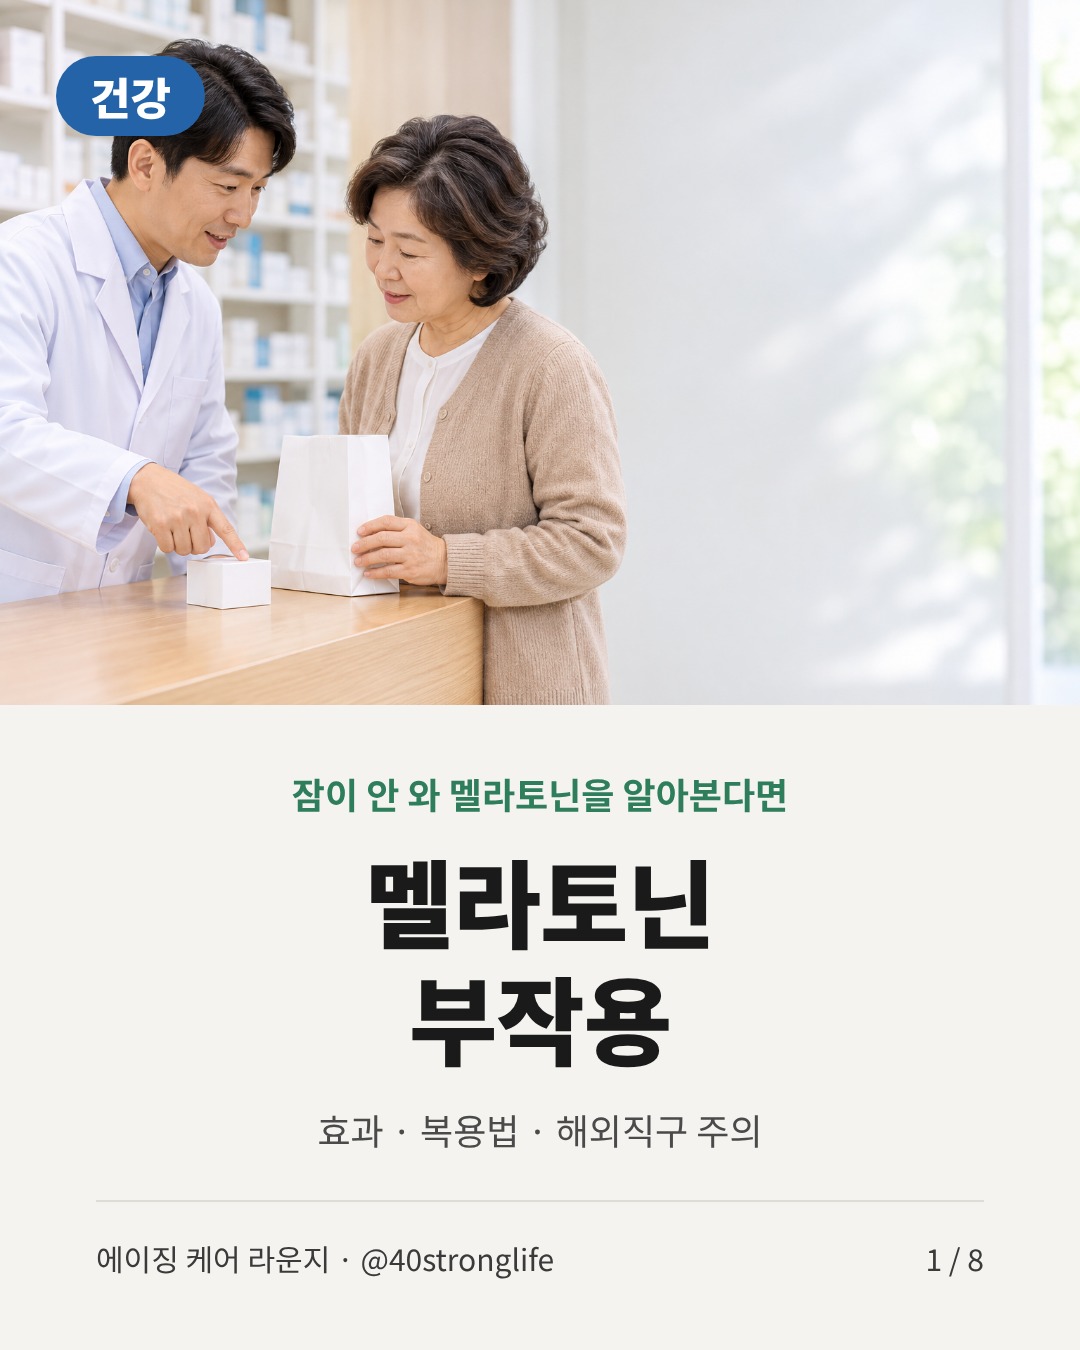 건강
잠이 안 와 멜라토닌을 알아본다면
멜라토닌
부작용
효과 · 복용법 · 해외직구 주의
에이징 케어 라운지 · @40stronglife
1 / 8